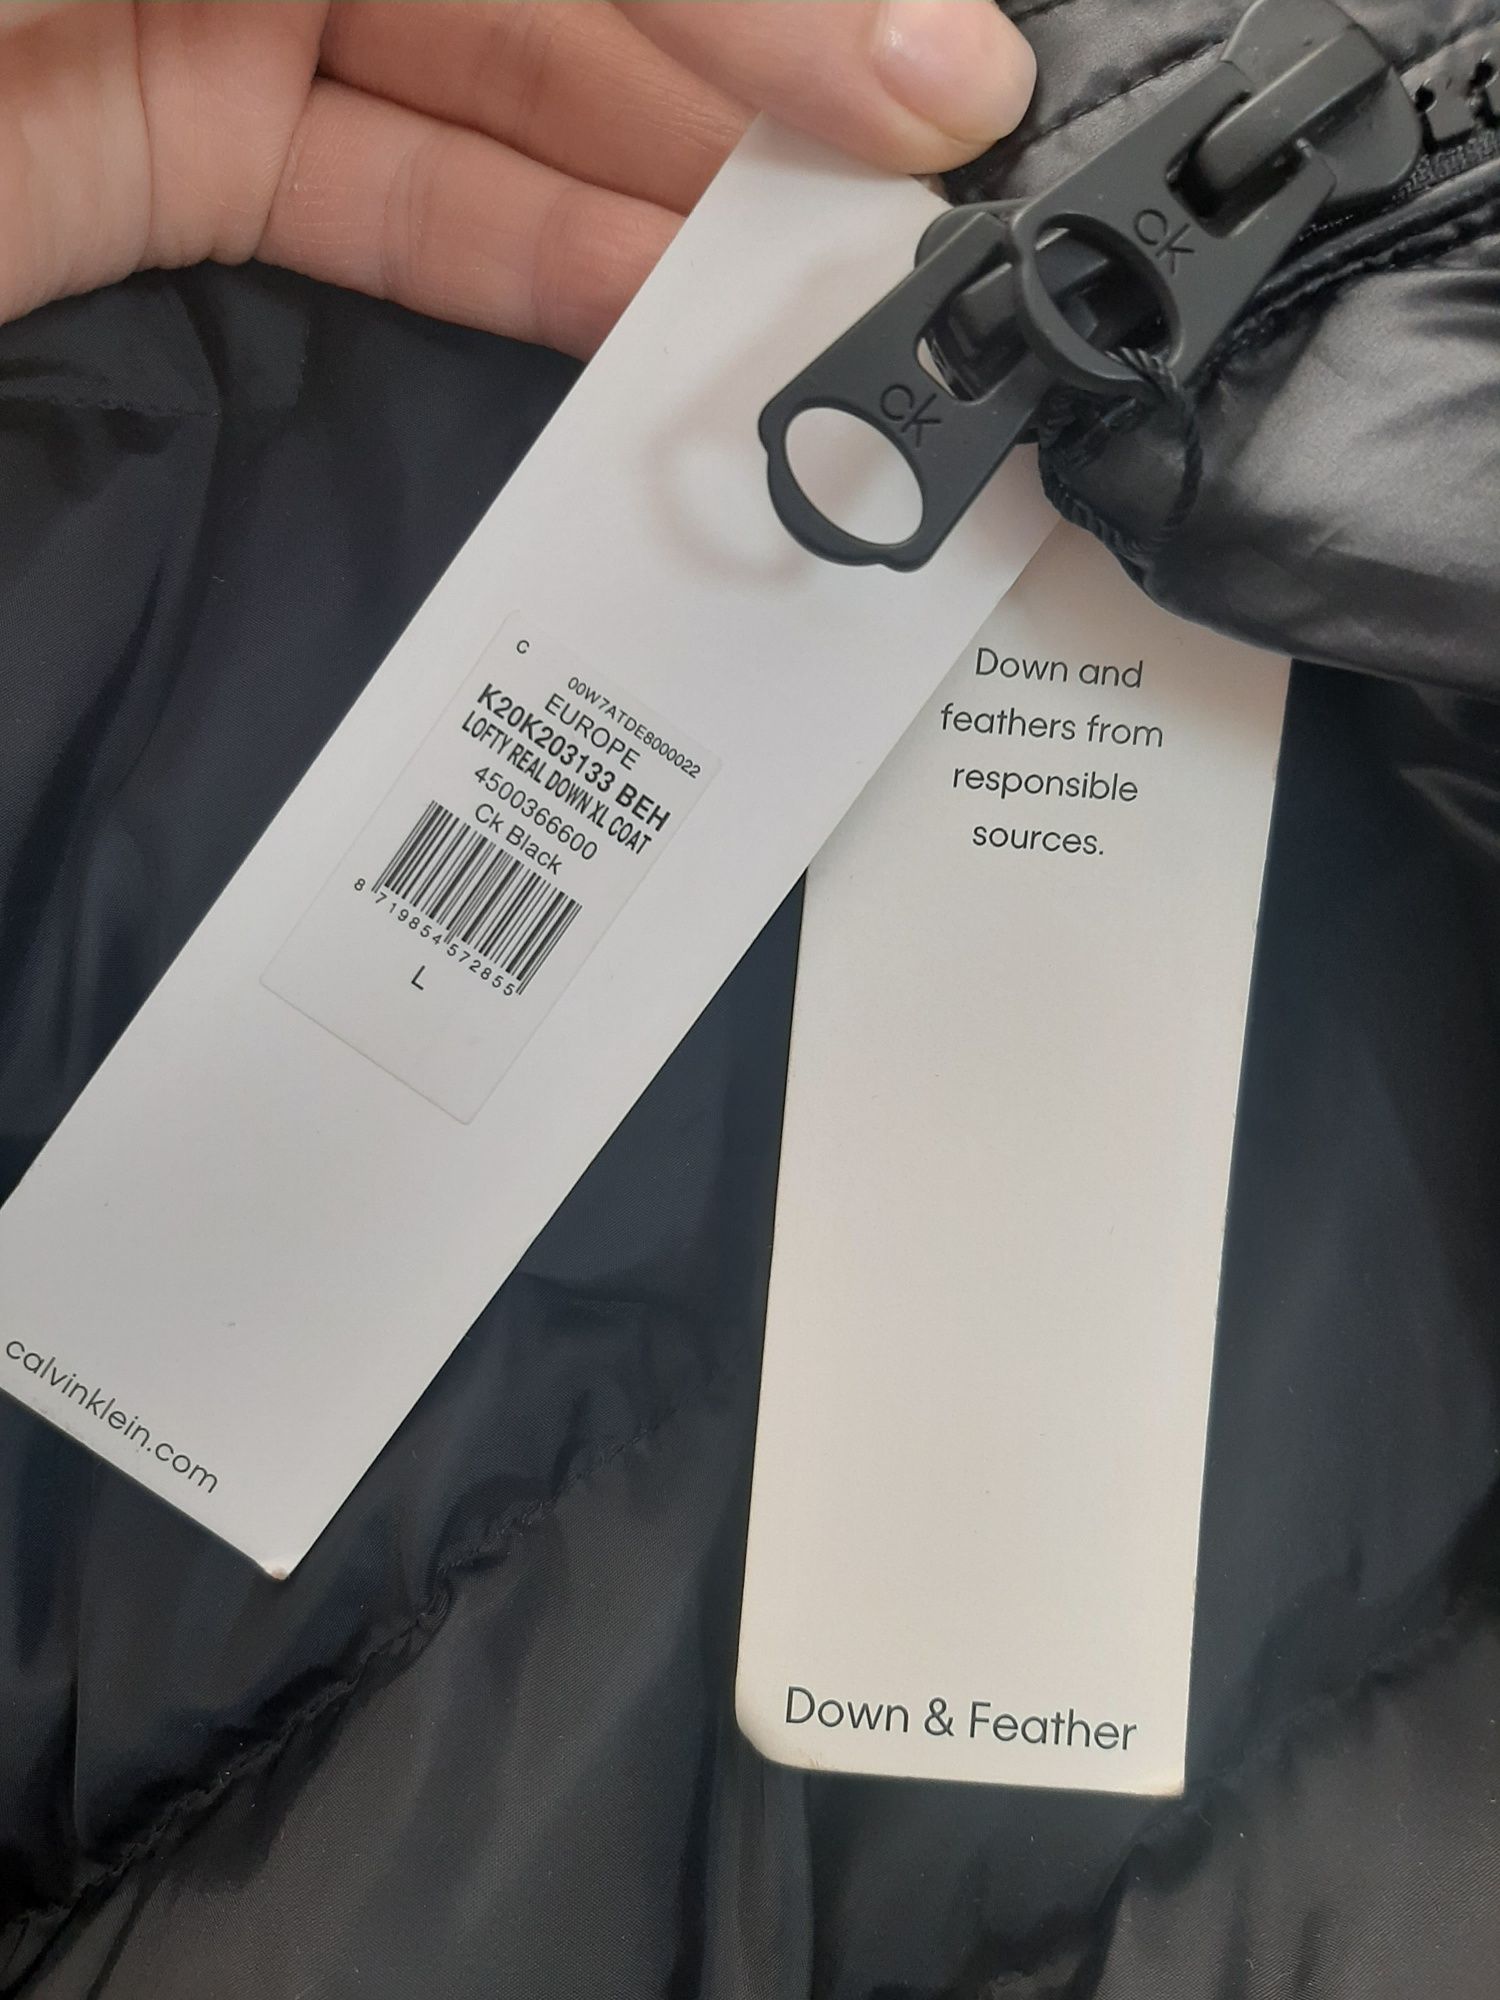 ck
ck
C
00W7ATDE8000022
EUROPE
K20K203133 BEH
LOFTY REAL DOWN XL COAT
4500366600
Ck Black
8 719854 572855
L
calvinklein.com
Down and
feathers from
responsible
sources.
Down & Feather